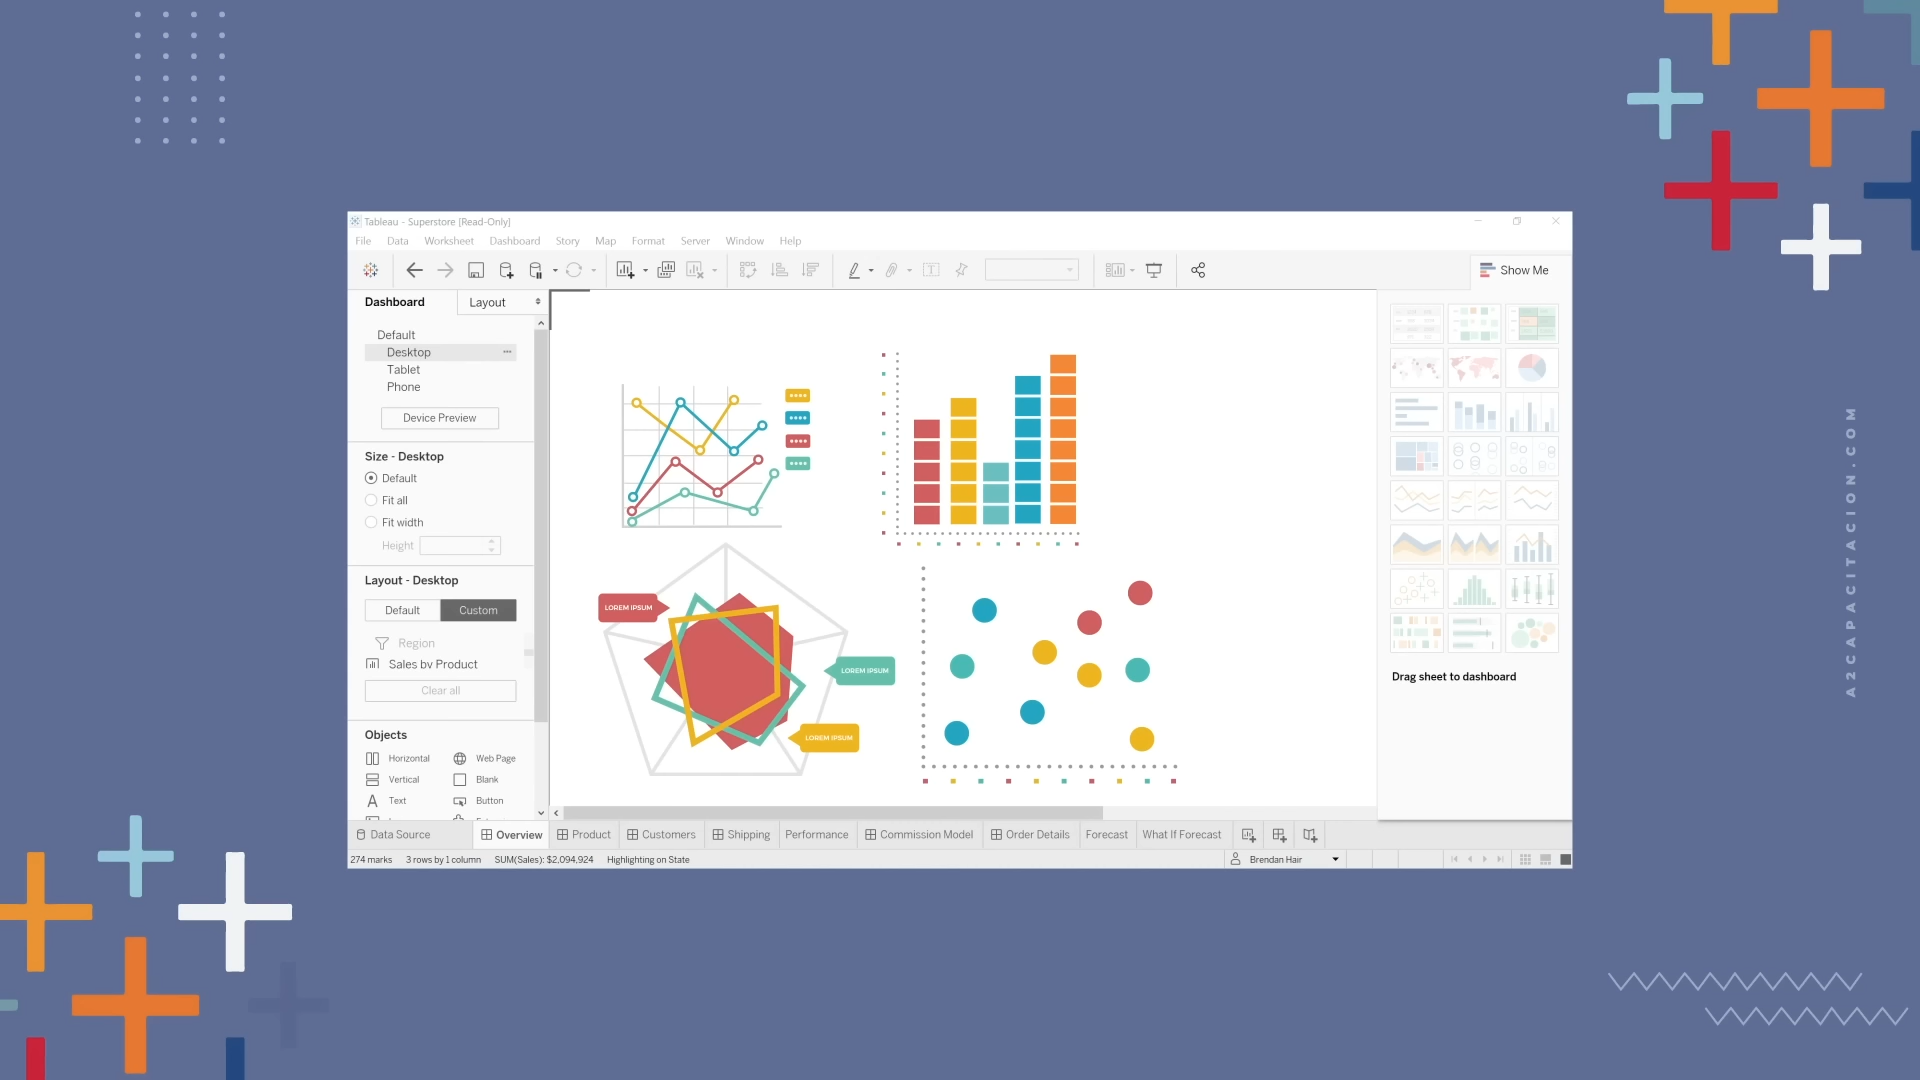 Tableau - Superstore [Read-Only]
File Data Worksheet Dashboard Story Map Format Server Window Help
Show Me
Dashboard Layout
Default
Desktop
Tablet
Phone
Device Preview
Size - Desktop
Default
Fit all
Fit width
Height
Layout - Desktop
Default Custom
Region
Sales by Product
Clear all
Objects
Horizontal Web Page
Vertical Blank
Text Button
LOREM IPSUM
LOREM IPSUM
LOREM IPSUM
Drag sheet to dashboard
Data Source Overview Product Customers Shipping Performance Commission Model Order Details Forecast What If Forecast
274 marks 3 rows by 1 column SUM(Sales): $2,094,924 Highlighting on State Brendan Hair
A2CAPACITACION.COM